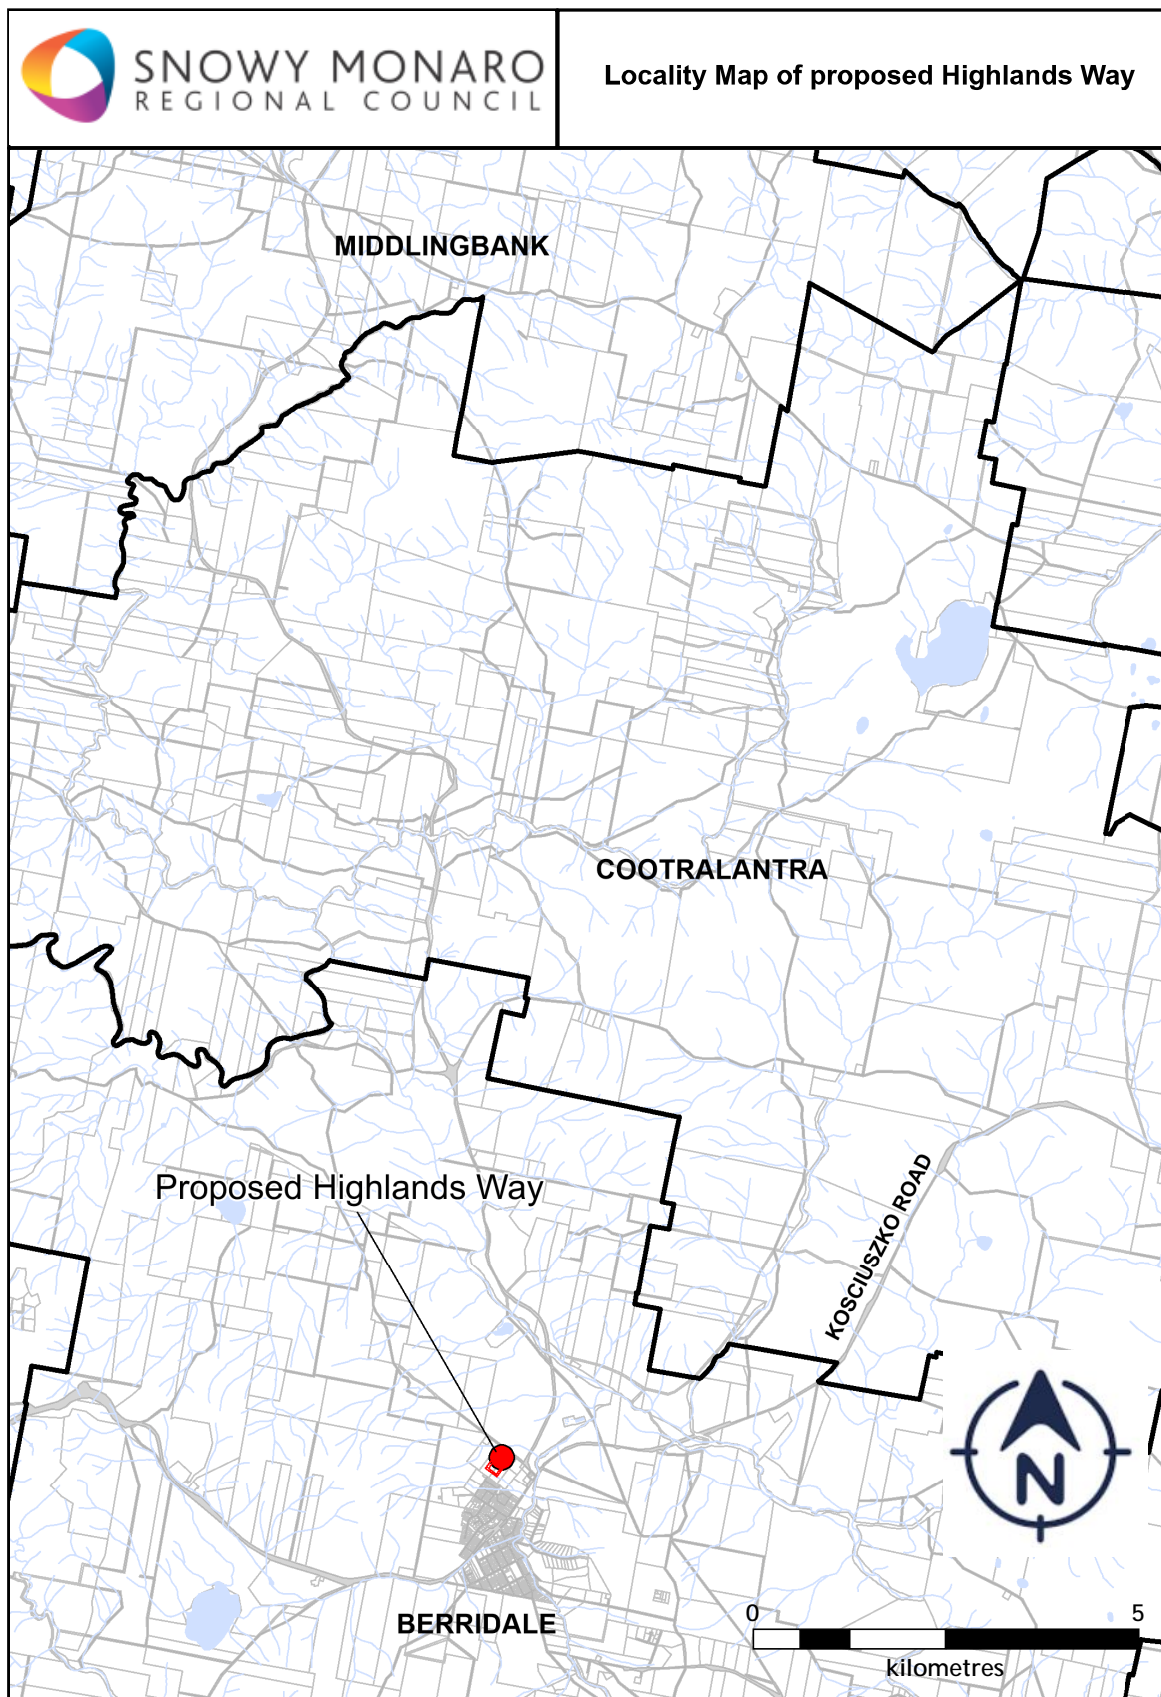 SNOWY MONARO
REGIONAL COUNCIL
Locality Map of proposed Highlands Way
MIDDLINGBANK
COOTRALANTRA
Proposed Highlands Way
KOSCIUSZKO ROAD
N
BERRIDALE
0 5
kilometres